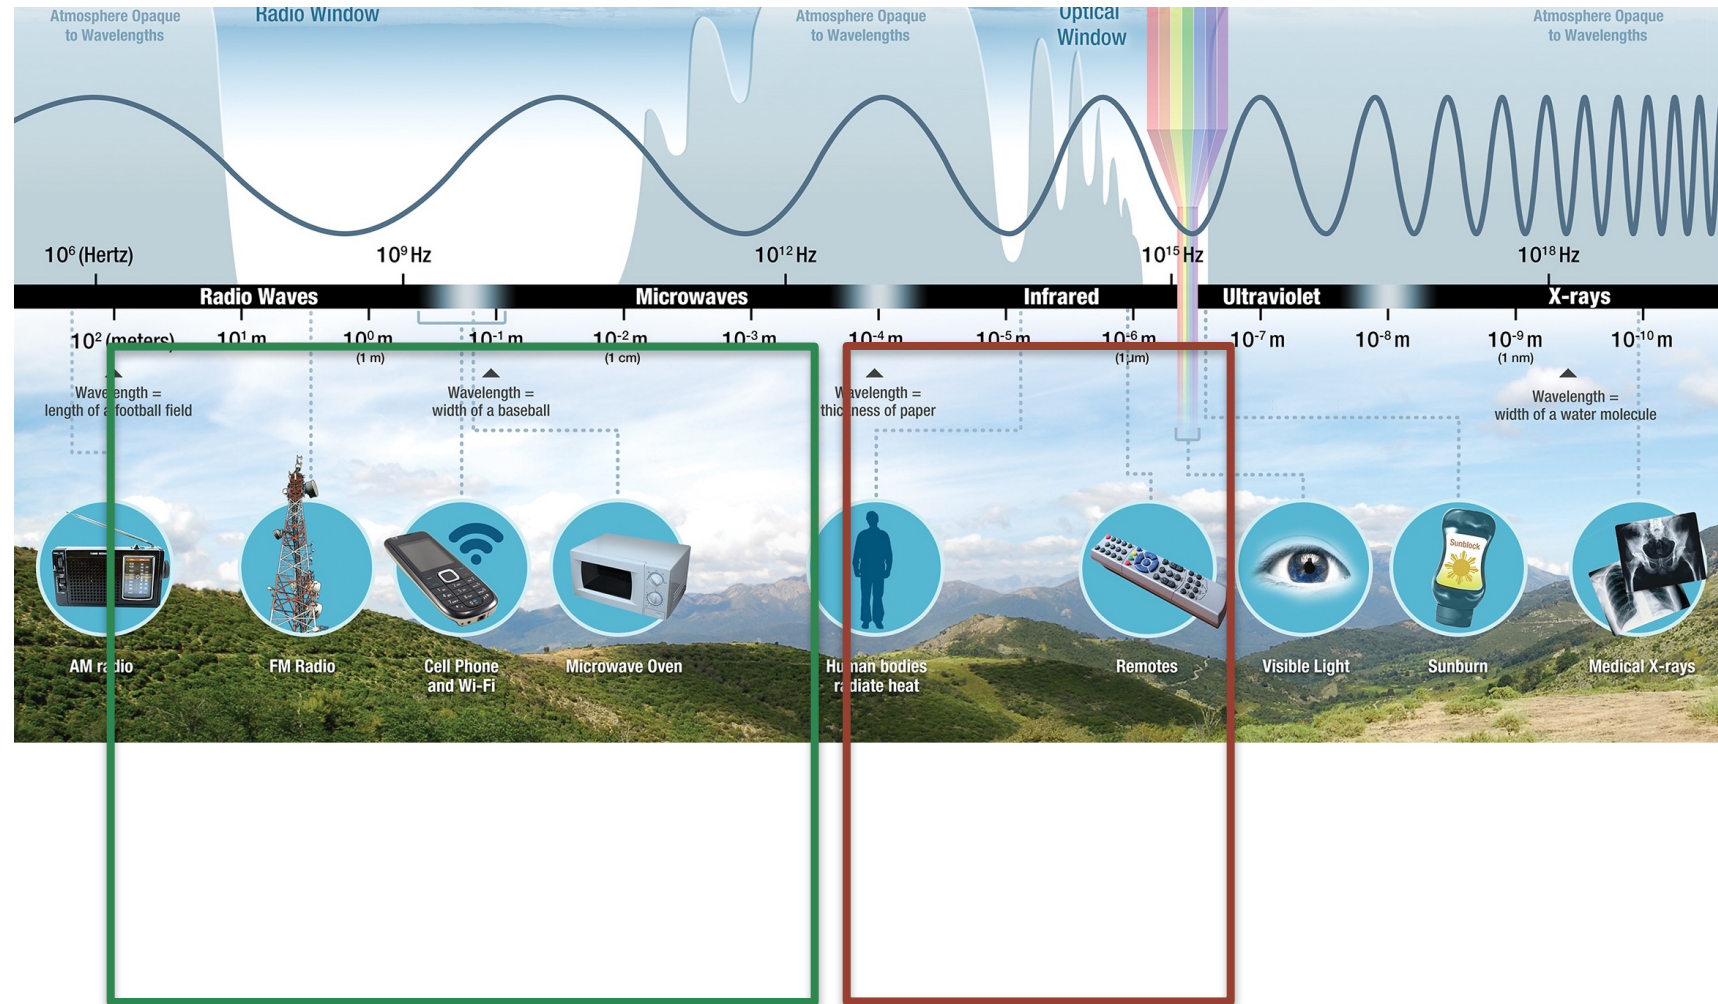 Atmosphere Opaque
to Wavelengths
Radio Window
Atmosphere Opaque
to Wavelengths
Optical
Window
Atmosphere Opaque
to Wavelengths
10⁶ (Hertz)
10⁹ Hz
10¹² Hz
10¹⁵ Hz
10¹⁸ Hz
Radio Waves
Microwaves
Infrared
Ultraviolet
X-rays
10² (meters)
10¹ m
10⁰ m
(1 m)
10⁻¹ m
10⁻² m
(1 cm)
10⁻³ m
10⁻⁴ m
10⁻⁵ m
10⁻⁶ m
(1µm)
10⁻⁷ m
10⁻⁸ m
10⁻⁹ m
(1 nm)
10⁻¹⁰ m
Wavelength =
length of a football field
Wavelength =
width of a baseball
Wavelength =
thickness of paper
Wavelength =
width of a water molecule
Sunblock
AM radio
FM Radio
Cell Phone
and Wi-Fi
Microwave Oven
Human bodies
radiate heat
Remotes
Visible Light
Sunburn
Medical X-rays